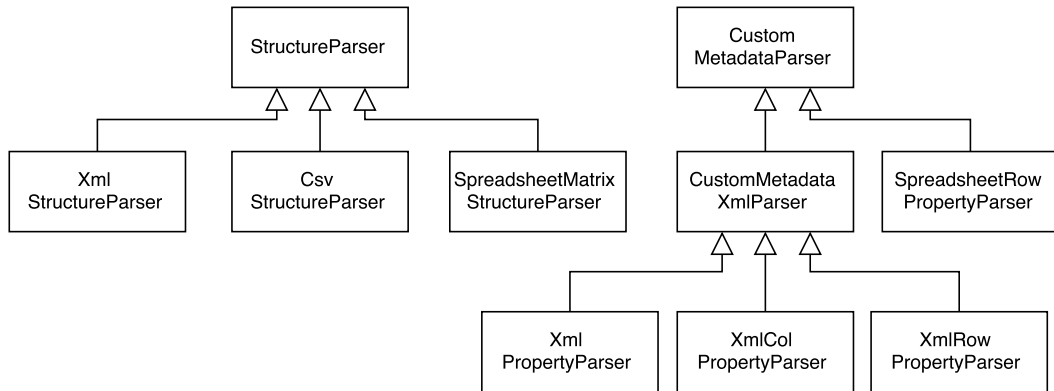 StructureParser
Custom
MetadataParser
Xml
StructureParser
Csv
StructureParser
SpreadsheetMatrix
StructureParser
CustomMetadata
XmlParser
SpreadsheetRow
PropertyParser
Xml
PropertyParser
XmlCol
PropertyParser
XmlRow
PropertyParser